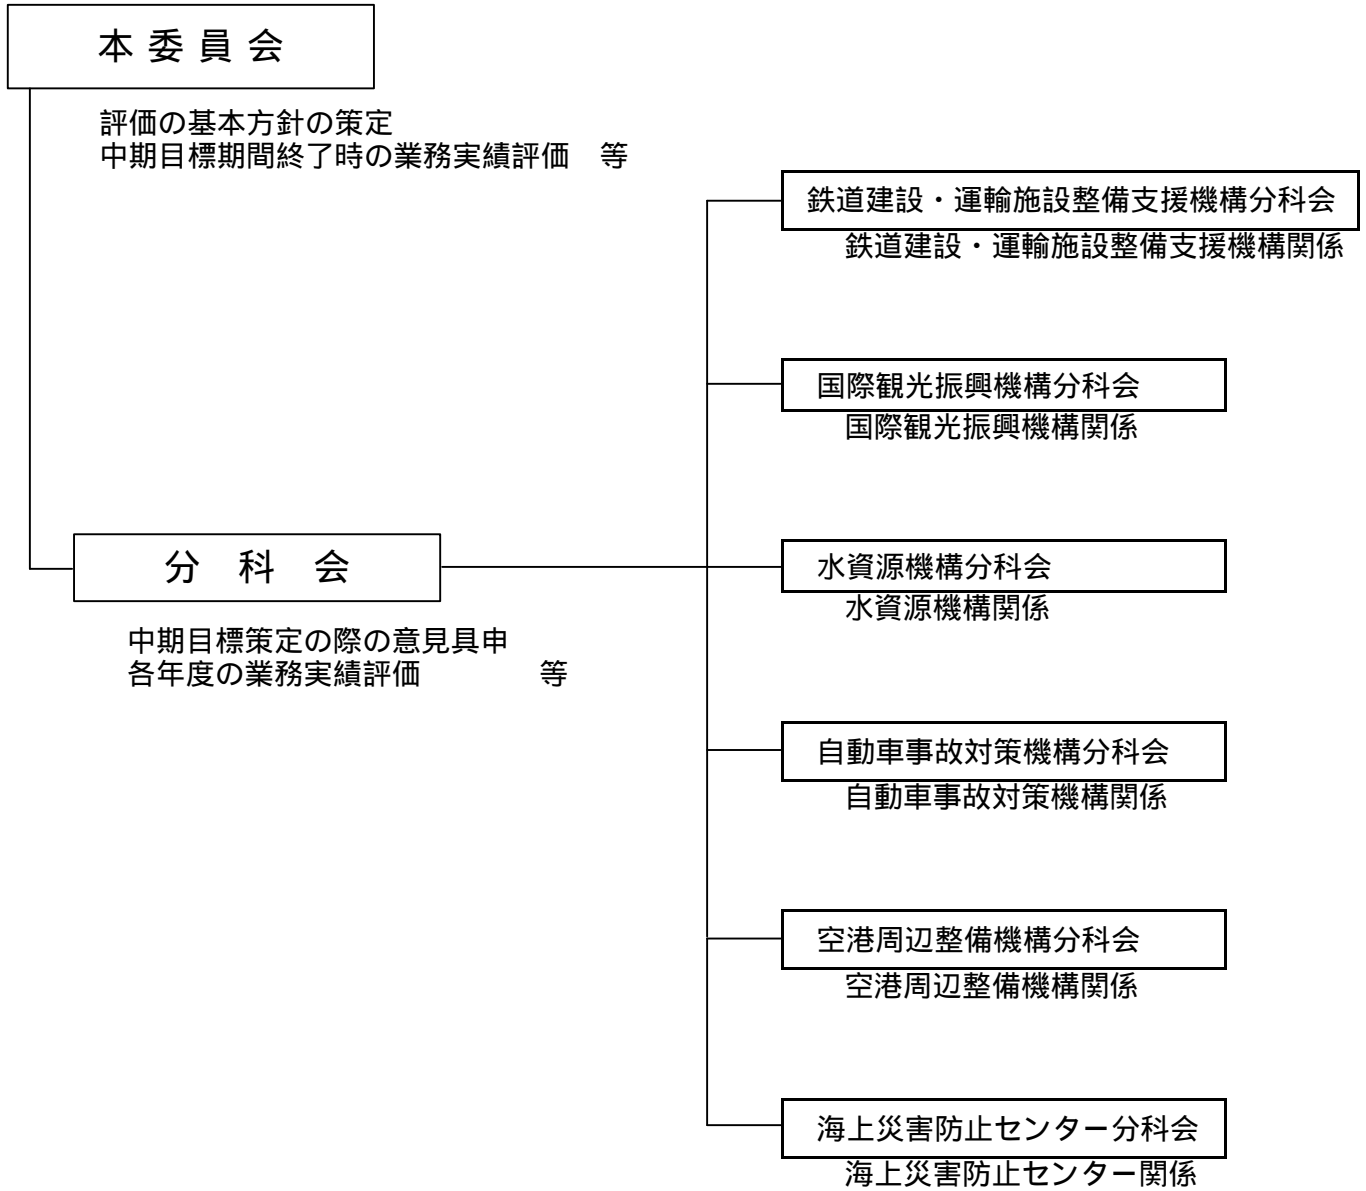 本委員会
評価の基本方針の策定
中期目標期間終了時の業務実績評価　等
鉄道建設・運輸施設整備支援機構分科会
鉄道建設・運輸施設整備支援機構関係
国際観光振興機構分科会
国際観光振興機構関係
分　科　会
中期目標策定の際の意見具申
各年度の業務実績評価　　　　等
水資源機構分科会
水資源機構関係
自動車事故対策機構分科会
自動車事故対策機構関係
空港周辺整備機構分科会
空港周辺整備機構関係
海上災害防止センター分科会
海上災害防止センター関係